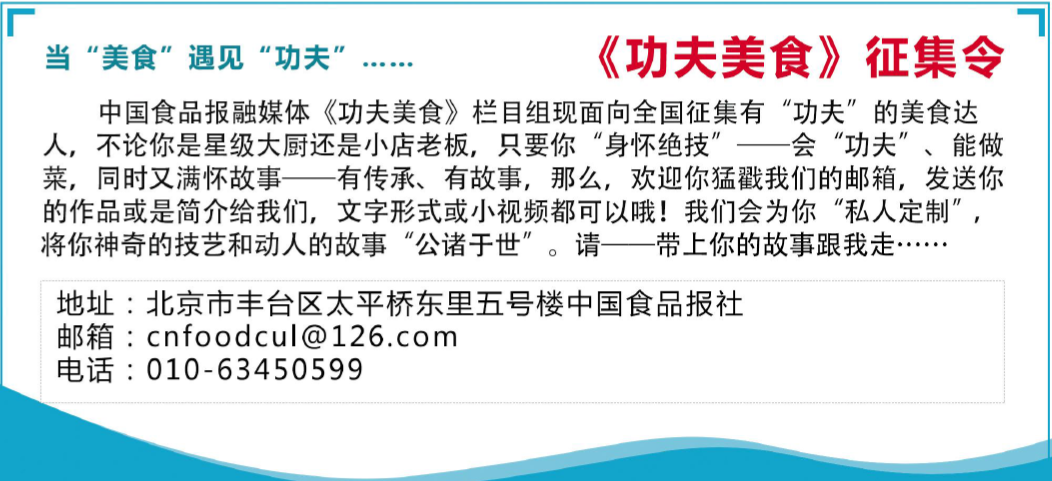 当“美食”遇见“功夫”……
《功夫美食》征集令
中国食品报融媒体《功夫美食》栏目组现面向全国征集有“功夫”的美食达
人，不论你是星级大厨还是小店老板，只要你“身怀绝技”——会“功夫”、能做
菜，同时又满怀故事——有传承、有故事，那么，欢迎你猛戳我们的邮箱，发送你
的作品或是简介给我们，文字形式或小视频都可以哦！我们会为你“私人定制”，
将你神奇的技艺和动人的故事“公诸于世”。请——带上你的故事跟我走……
地址：北京市丰台区太平桥东里五号楼中国食品报社
邮箱：cnfoodcul@126.com
电话：010-63450599